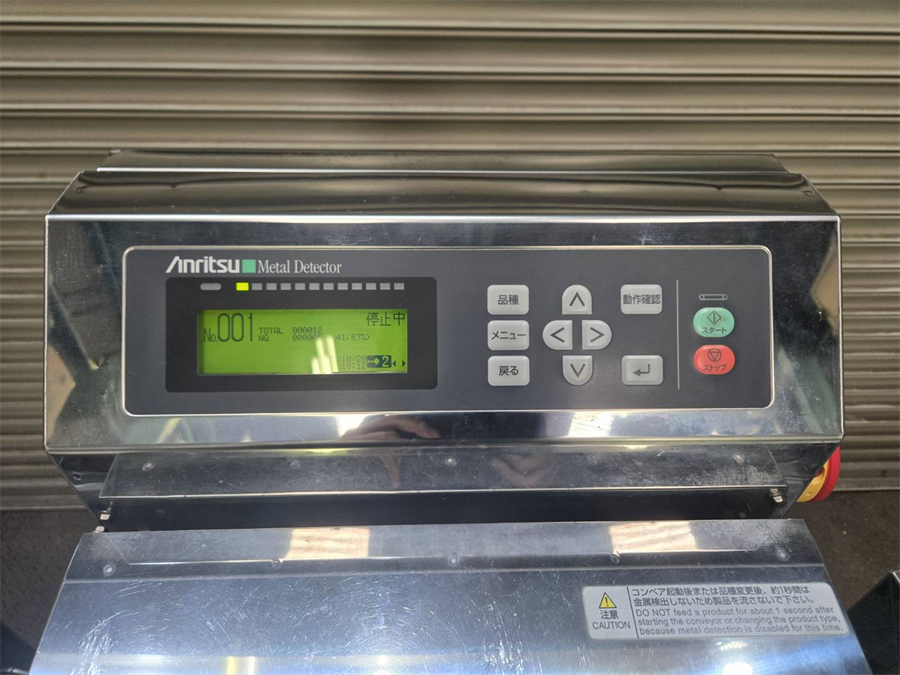 Anritsu Metal Detector
No.001
停止中
TOTAL 000012
NG
41.67%
2
品種
メニュー
戻る
動作確認
スタート
ストップ
注意
CAUTION
コンベア起動後または品種変更後、約1秒間は
金属検出しないため製品を流さないで下さい。
DO NOT feed a product for about 1 second after
starting the conveyor or changing the product type,
because metal detection is disabled for this time.